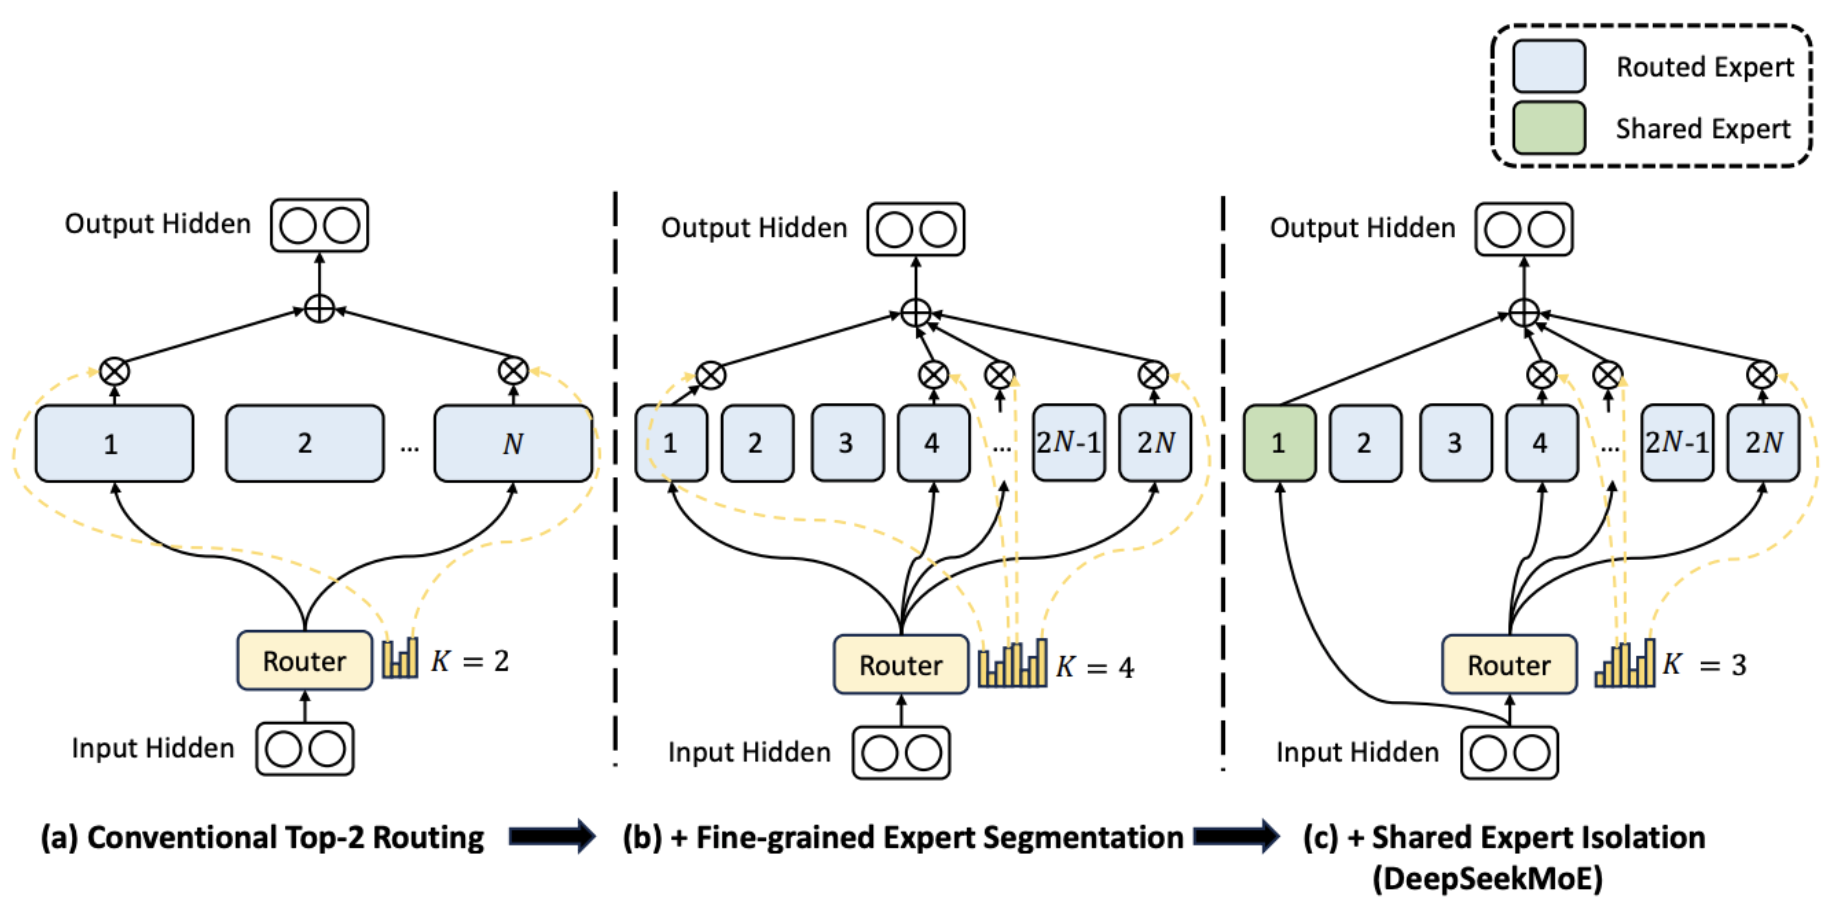 Routed Expert
Shared Expert
Output Hidden
1
2
...
N
Router
K = 2
Input Hidden
(a) Conventional Top-2 Routing
Output Hidden
1
2
3
4
...
2N-1
2N
Router
K = 4
Input Hidden
(b) + Fine-grained Expert Segmentation
Output Hidden
1
2
3
4
...
2N-1
2N
Router
K = 3
Input Hidden
(c) + Shared Expert Isolation
(DeepSeekMoE)